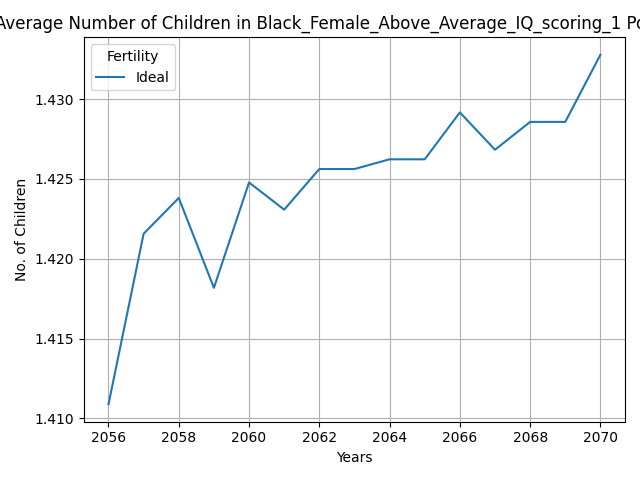 Average Number of Children in Black_Female_Above_Average_IQ_scoring_1 Po
Fertility
Ideal
No. of Children
1.430
1.425
1.420
1.415
1.410
2056 2058 2060 2062 2064 2066 2068 2070
Years